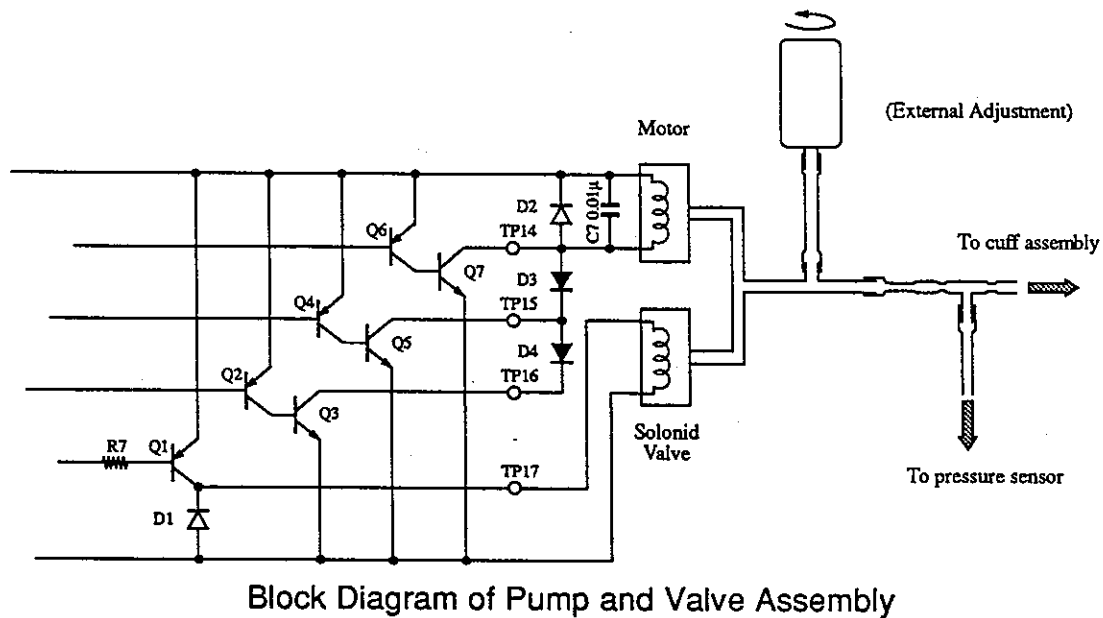 Motor
(External Adjustment)
D2
C7 0.01µ
Q6
TP14
To cuff assembly
Q7
D3
Q4
TP15
Q5
D4
Q2
TP16
Q3
R7
Q1
Solonid
Valve
TP17
To pressure sensor
D1
Block Diagram of Pump and Valve Assembly